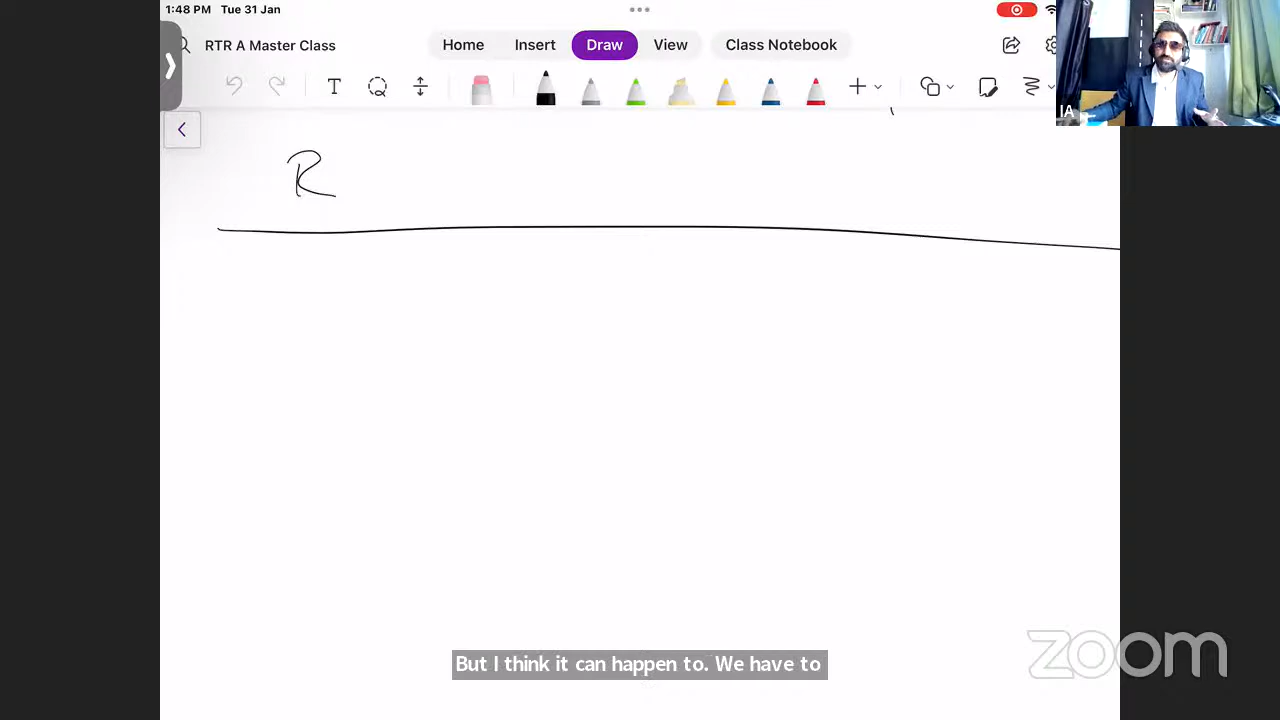 1:48 PM Tue 31 Jan
RTR A Master Class
Home Insert Draw View Class Notebook
T
IA
R
But I think it can happen to. We have to
zoom